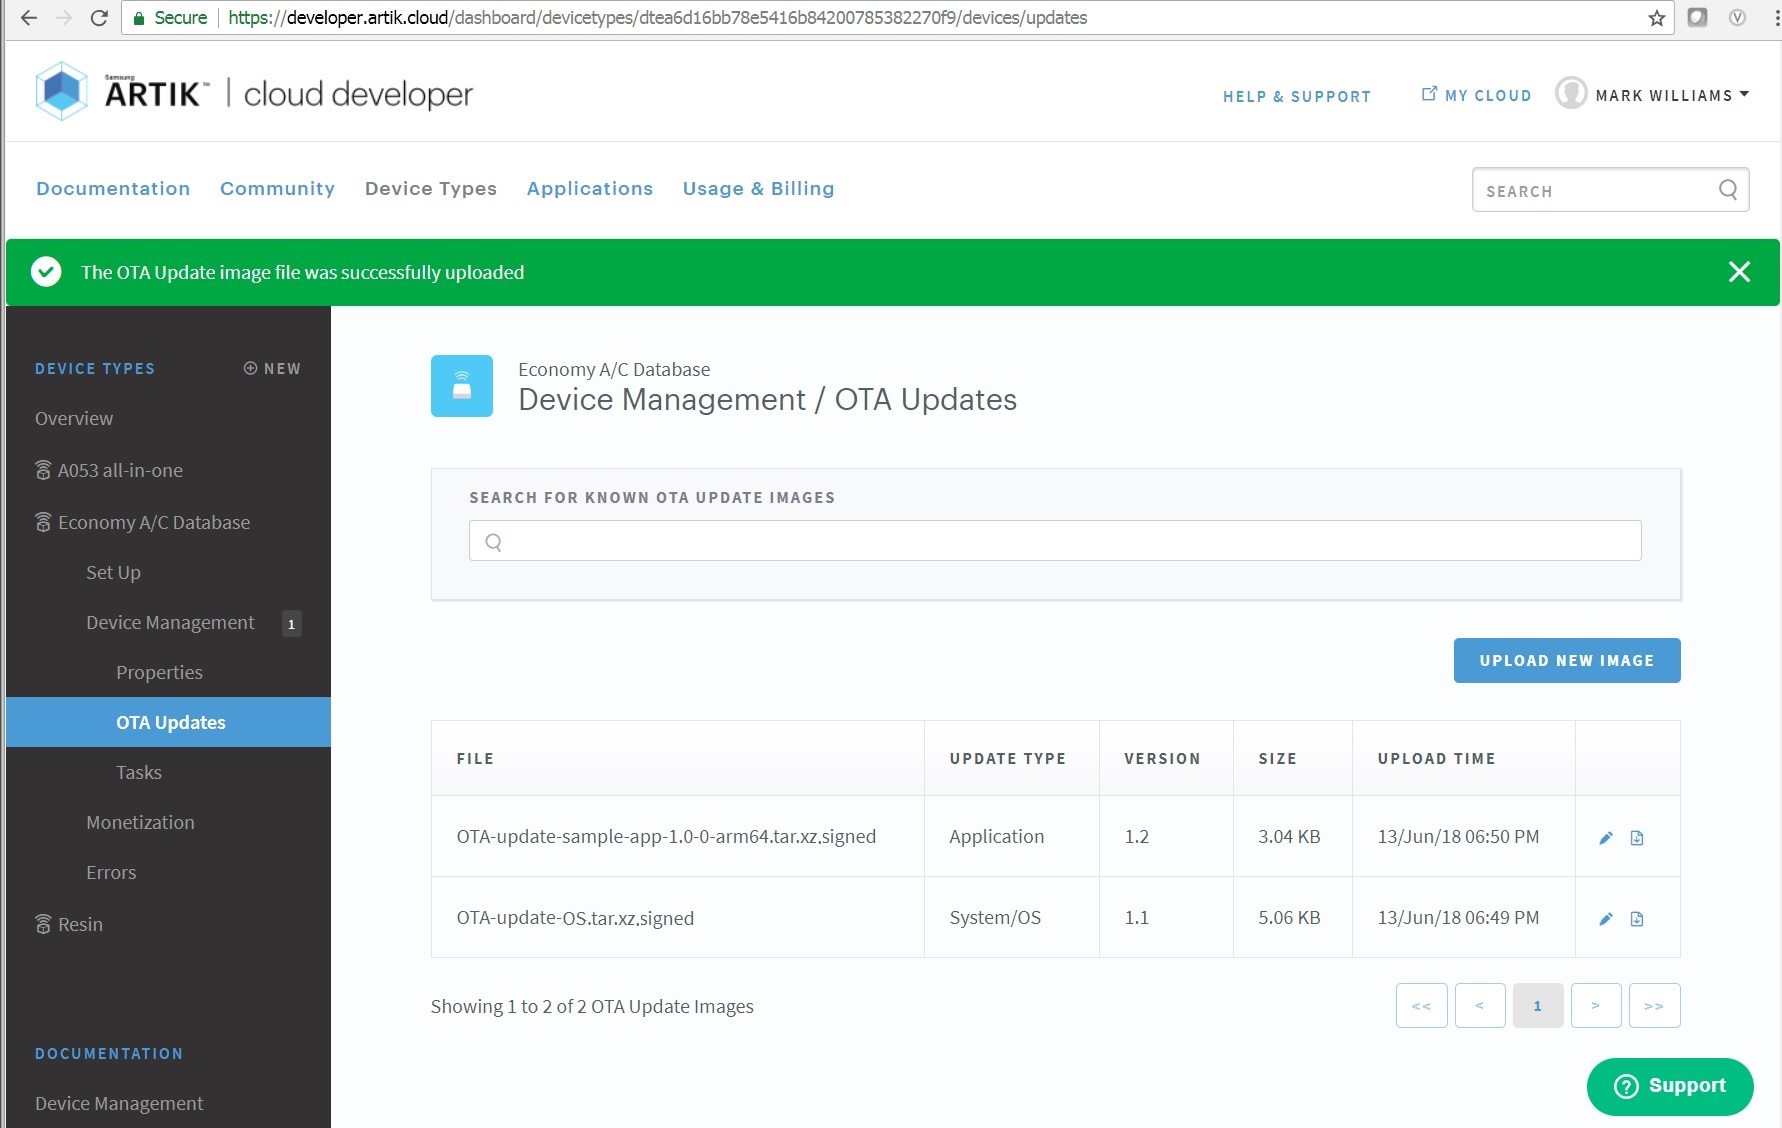 Secure https://developer.artik.cloud/dashboard/devicetypes/dtea6d16bb78e5416b84200785382270f9/devices/updates
V
Samsung
ARTIK™ | cloud developer
HELP & SUPPORT
MY CLOUD
MARK WILLIAMS
Documentation Community Device Types Applications Usage & Billing
SEARCH
The OTA Update image file was successfully uploaded
DEVICE TYPES NEW
Overview
A053 all-in-one
Economy A/C Database
Set Up
Device Management 1
Properties
OTA Updates
Tasks
Monetization
Errors
Resin
DOCUMENTATION
Device Management
Economy A/C Database
Device Management / OTA Updates
SEARCH FOR KNOWN OTA UPDATE IMAGES
UPLOAD NEW IMAGE
FILE UPDATE TYPE VERSION SIZE UPLOAD TIME
OTA-update-sample-app-1.0-0-arm64.tar.xz.signed Application 1.2 3.04 KB 13/Jun/18 06:50 PM
OTA-update-OS.tar.xz.signed System/OS 1.1 5.06 KB 13/Jun/18 06:49 PM
Showing 1 to 2 of 2 OTA Update Images
<< < 1 > >>
Support